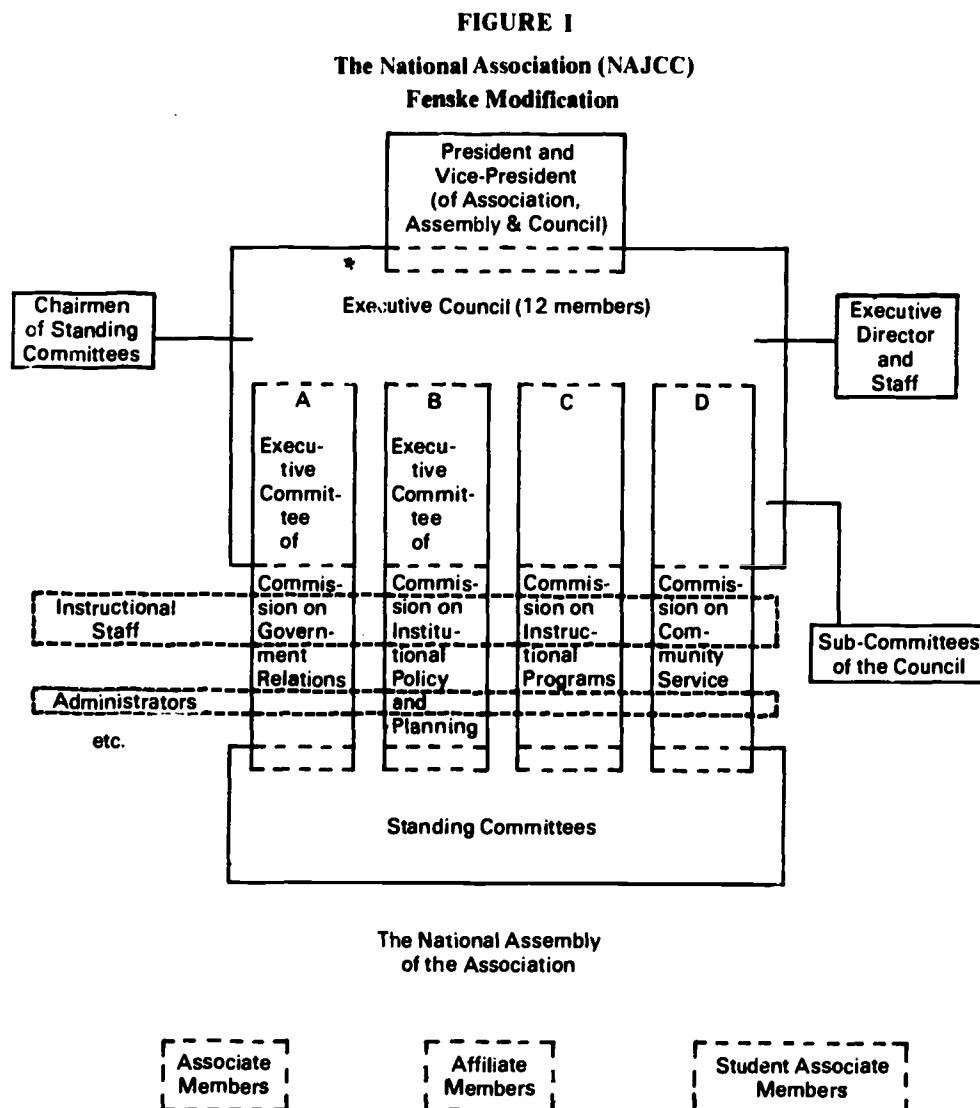 FIGURE I
The National Association (NAJCC)
Fenske Modification
President and
Vice-President
(of Association,
Assembly & Council)
*
Executive Council (12 members)
Chairmen
of Standing
Committees
Executive
Director
and
Staff
A
Execu-
tive
Commit-
tee
of
Commis-
sion on
Govern-
ment
Relations
B
Execu-
tive
Commit-
tee
of
Commis-
sion on
Institu-
tional
Policy
and
Planning
C
Commis-
sion on
Instruc-
tional
Programs
D
Commis-
sion on
Com-
munity
Service
Instructional
Staff
Administrators
etc.
Sub-Committees
of the Council
Standing Committees
The National Assembly
of the Association
Associate
Members
Affiliate
Members
Student Associate
Members